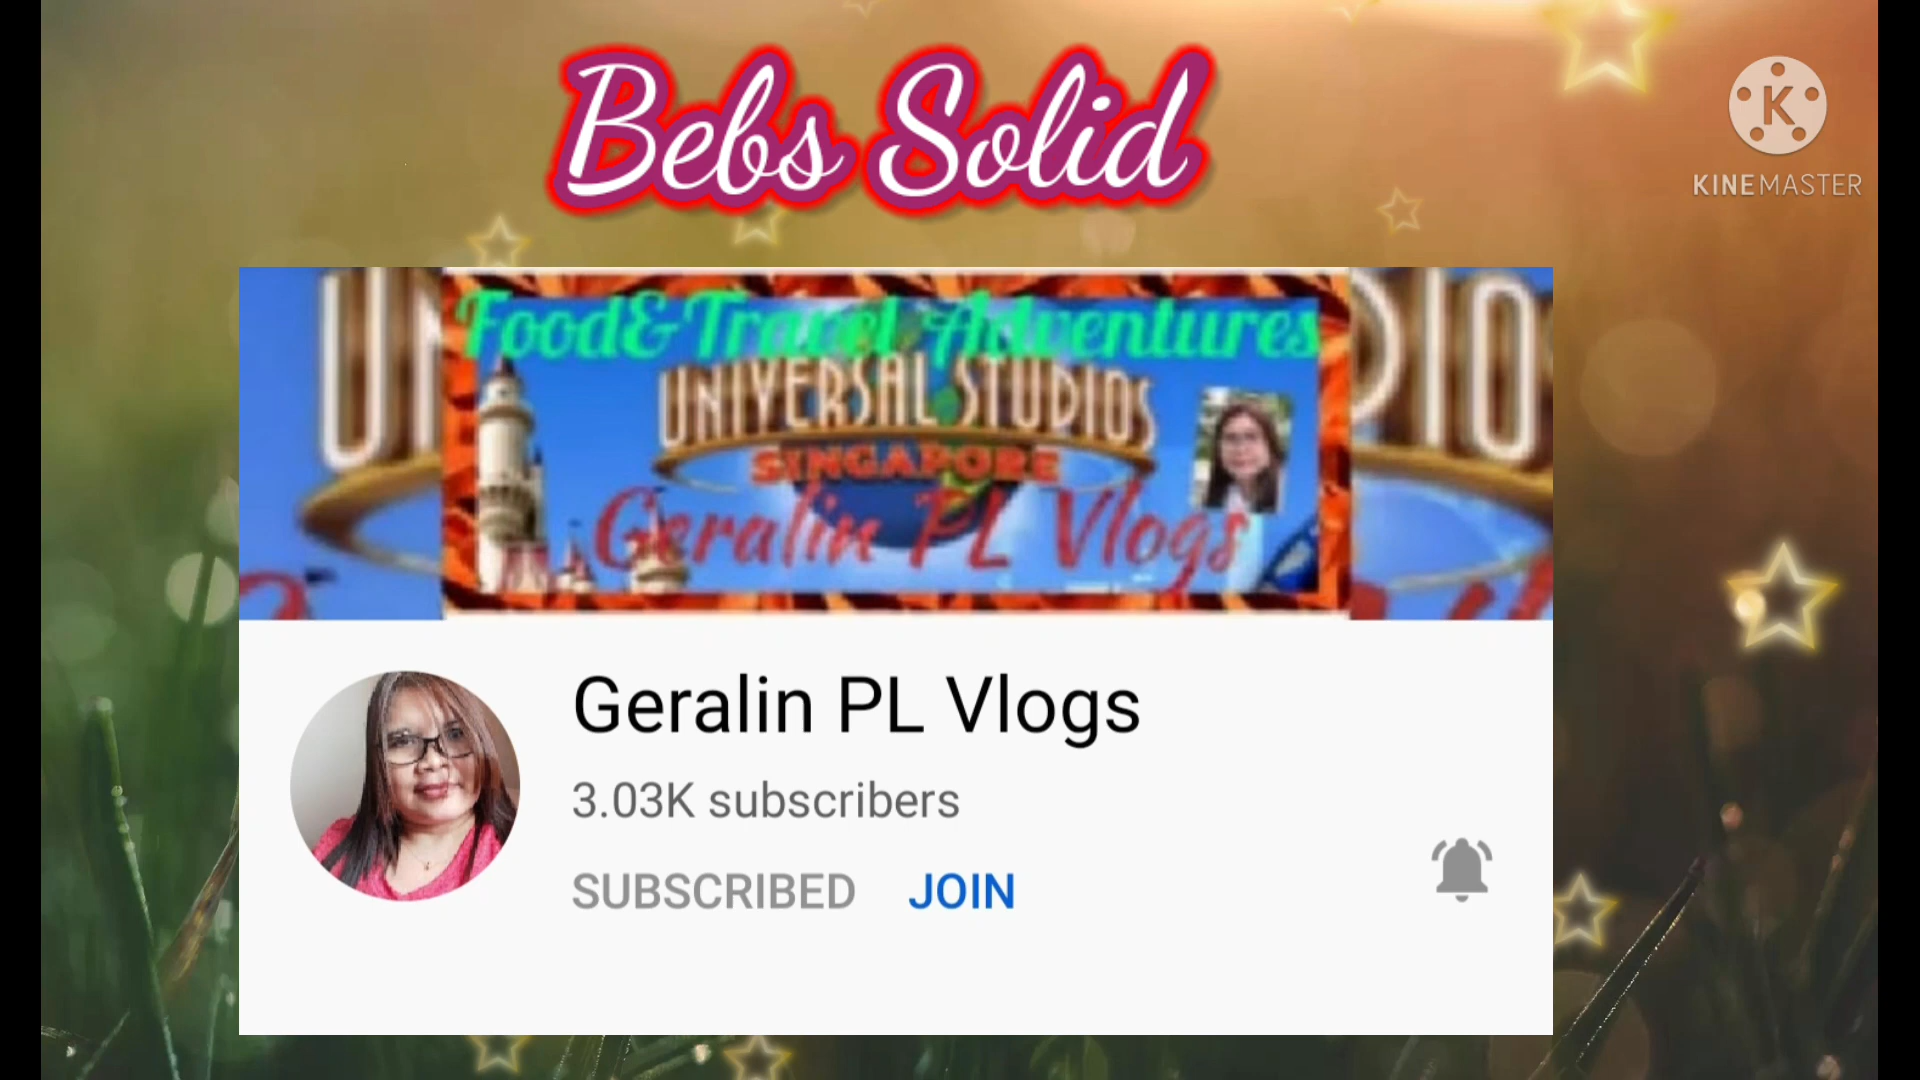 Bebs Solid
K
KINEMASTER
Food&Travel Adventures
UNIVERSAL STUDIOS
SINGAPORE
Geralin PL Vlogs
Geralin PL Vlogs
3.03K subscribers
SUBSCRIBED JOIN